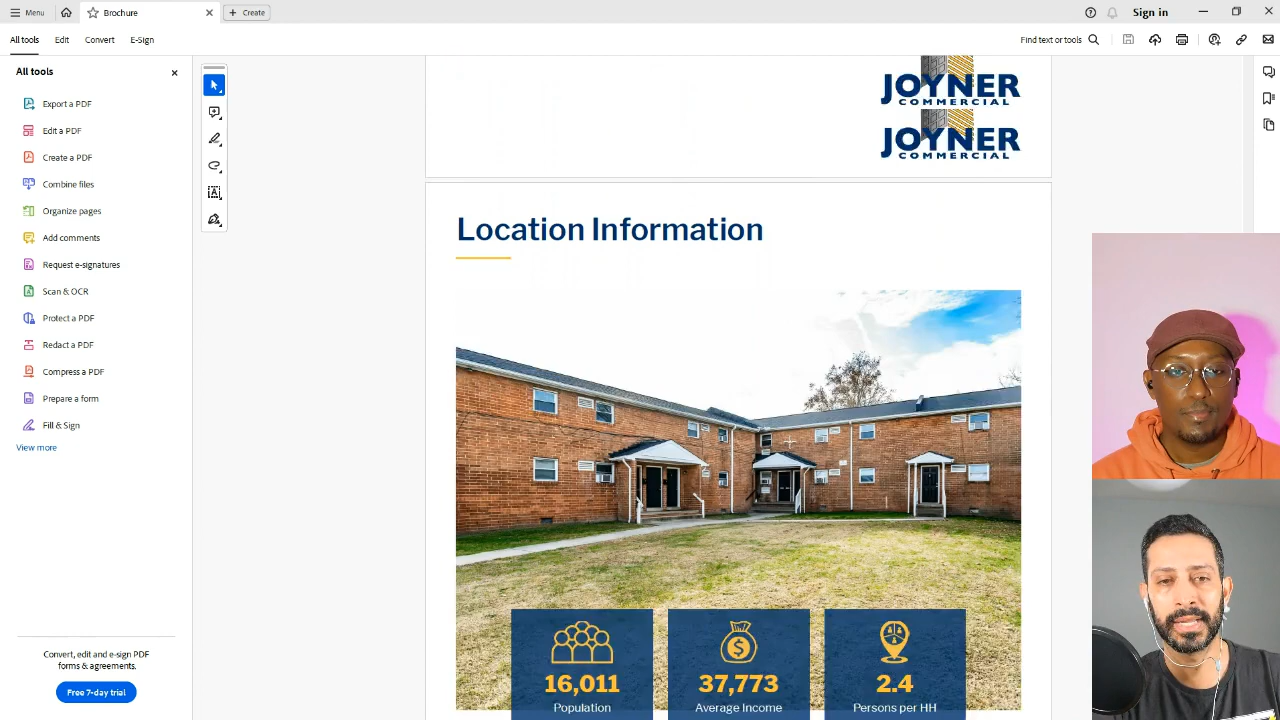 Menu
Brochure
Create
Sign in
All tools
Edit
Convert
E-Sign
Find text or tools
All tools
Export a PDF
Edit a PDF
Create a PDF
Combine files
Organize pages
Add comments
Request e-signatures
Scan & OCR
Protect a PDF
Redact a PDF
Compress a PDF
Prepare a form
Fill & Sign
View more
Convert, edit and e-sign PDF
forms & agreements.
Free 7-day trial
JOYNER
COMMERCIAL
JOYNER
COMMERCIAL
Location Information
16,011
Population
37,773
Average Income
2.4
Persons per HH